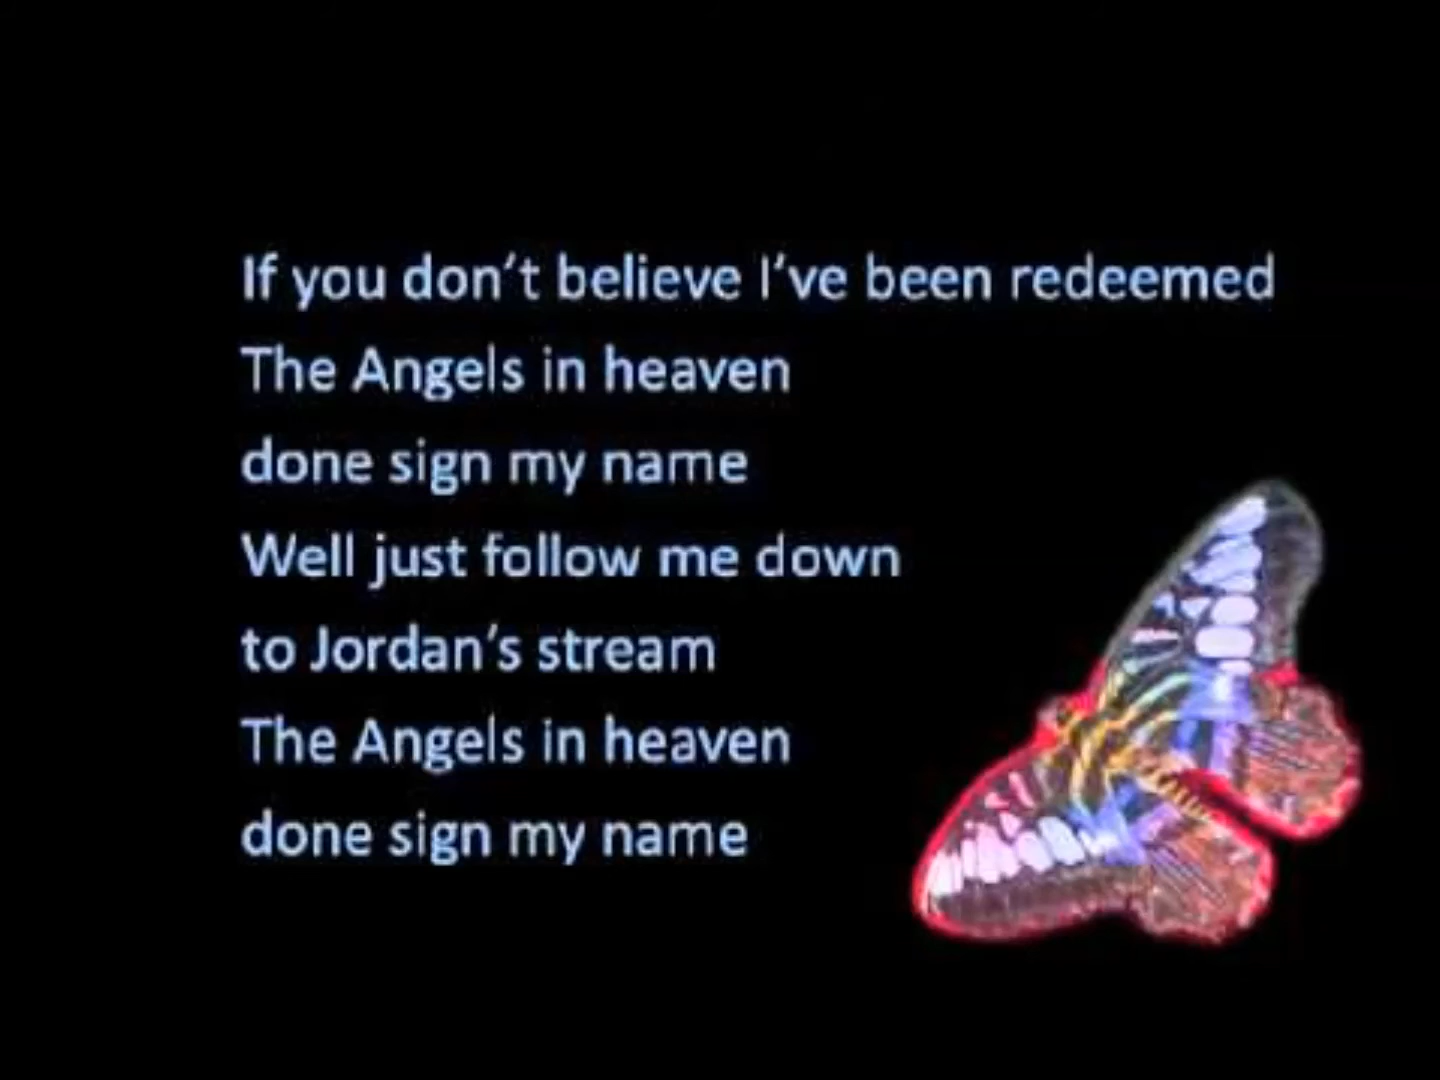 If you don't believe I've been redeemed
The Angels in heaven
done sign my name
Well just follow me down
to Jordan's stream
The Angels in heaven
done sign my name